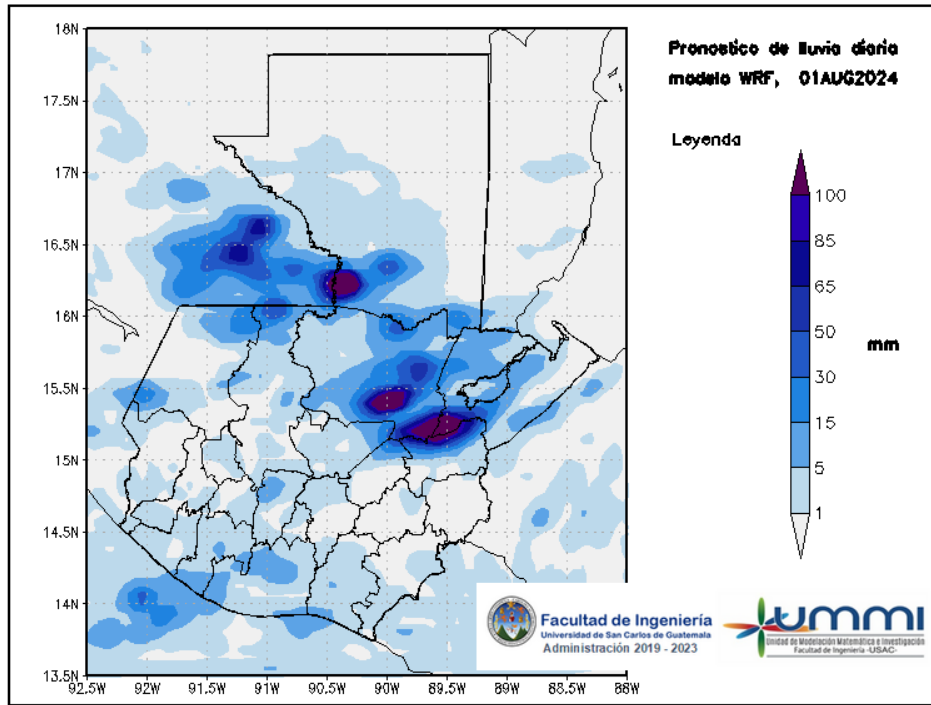 Pronostico de lluvia diaria
modelo WRF, 01AUG2024
Leyenda
100
85
65
50
30
15
5
1
mm
18N
17.5N
17N
16.5N
16N
15.5N
15N
14.5N
14N
13.5N
92.5W 92W 91.5W 91W 90.5W 90W 89.5W 89W 88.5W 88W
Facultad de Ingeniería
Universidad de San Carlos de Guatemala
Administración 2019 - 2023
ummi
Unidad de Modelación Matemática e Investigación
Facultad de Ingeniería -USAC-